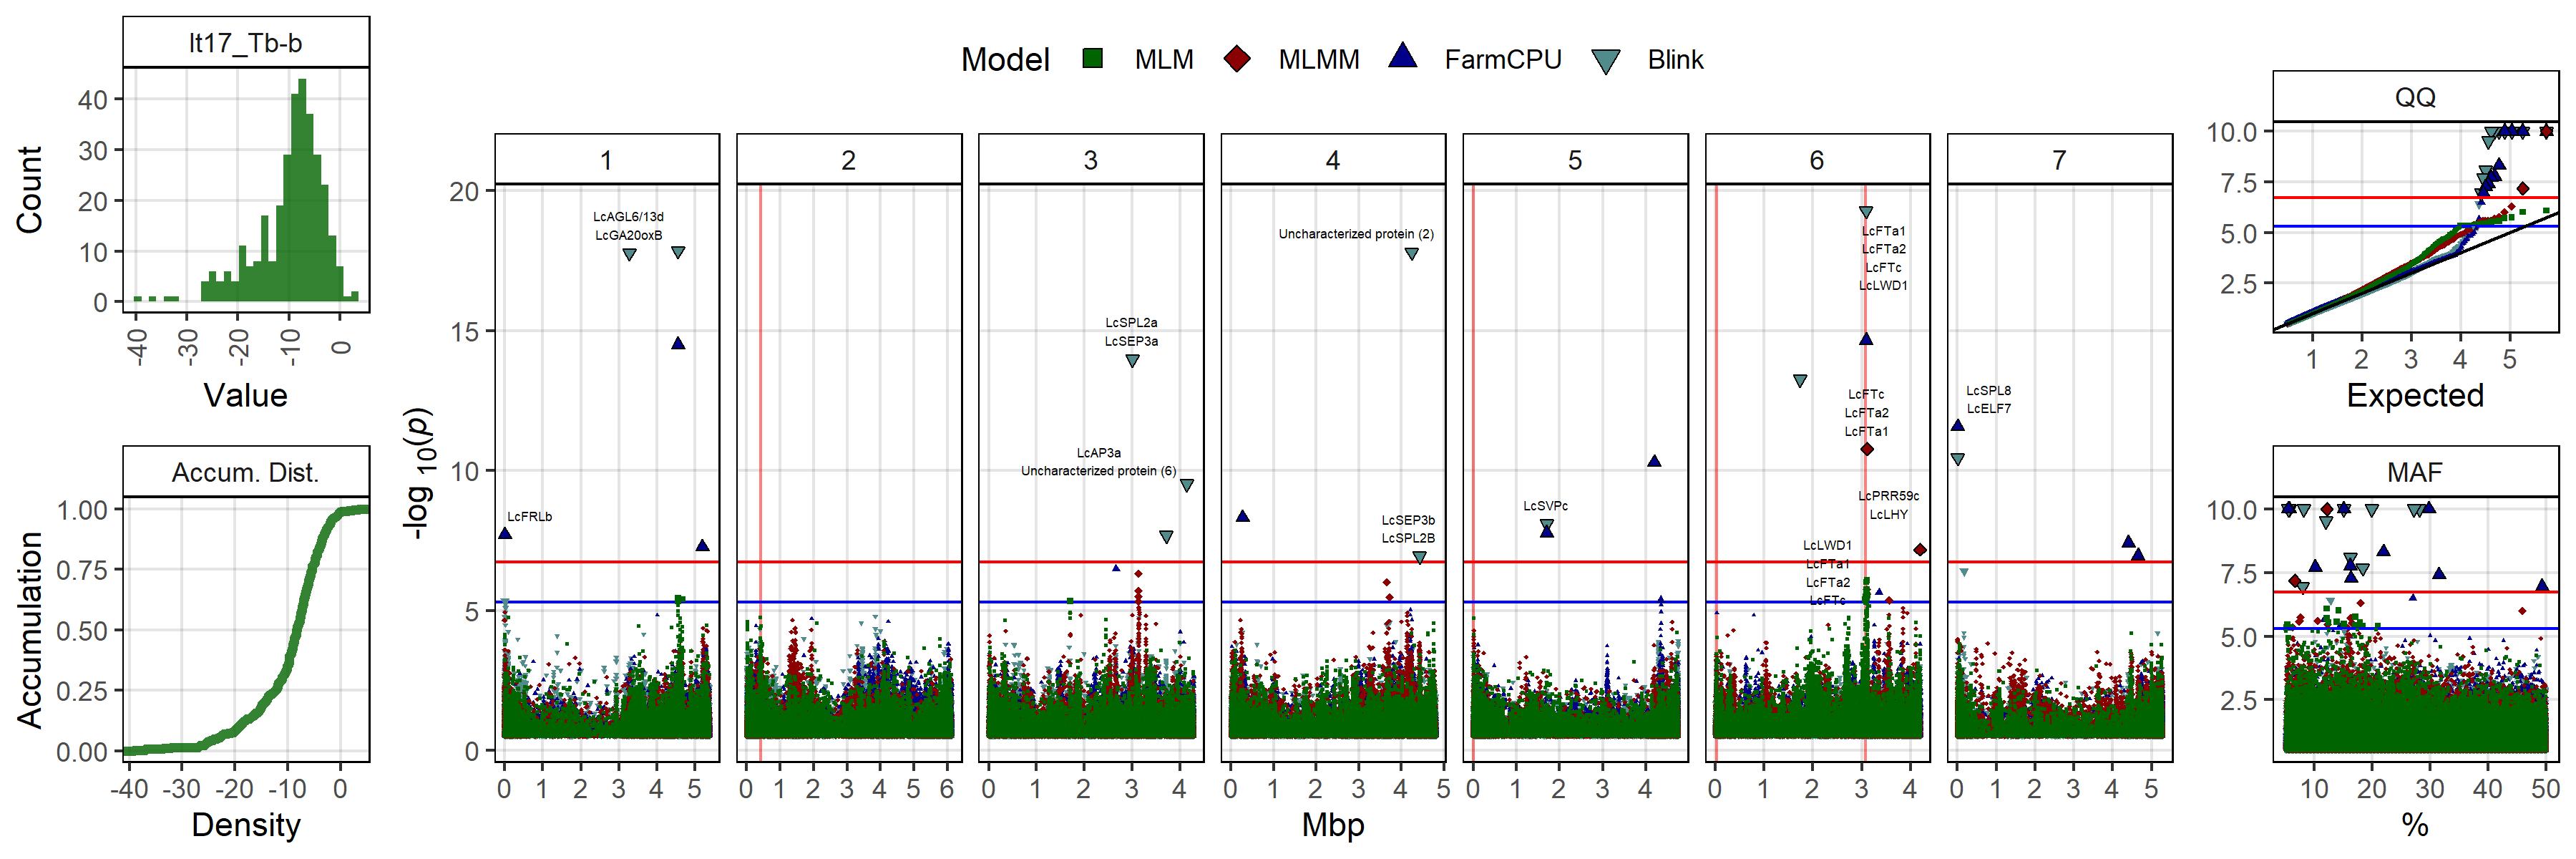 lt17_Tb-b
40
30
20
10
0
Count
-40
-30
-20
-10
0
Value
Accum. Dist.
1.00
0.75
0.50
0.25
0.00
Accumulation
-40 -30 -20 -10 0
Density
Model MLM MLMM FarmCPU Blink
-log 10(p)
20
15
10
5
0
1
LcAGL6/13d
LcGA20oxB
LcFRLb
0 1 2 3 4 5
2
0 1 2 3 4 5 6
3
LcSPL2a
LcSEP3a
LcAP3a
Uncharacterized protein (6)
0 1 2 3 4
4
Uncharacterized protein (2)
LcSEP3b
LcSPL2B
0 1 2 3 4 5
5
LcSVPc
0 1 2 3 4
6
LcFTa1
LcFTa2
LcFTc
LcLWD1
LcFTc
LcFTa2
LcFTa1
LcPRR59c
LcLHY
LcLWD1
LcFTa1
LcFTa2
LcFTc
0 1 2 3 4
7
LcSPL8
LcELF7
0 1 2 3 4 5
Mbp
QQ
10.0
7.5
5.0
2.5
1 2 3 4 5
Expected
MAF
10.0
7.5
5.0
2.5
10 20 30 40 50
%